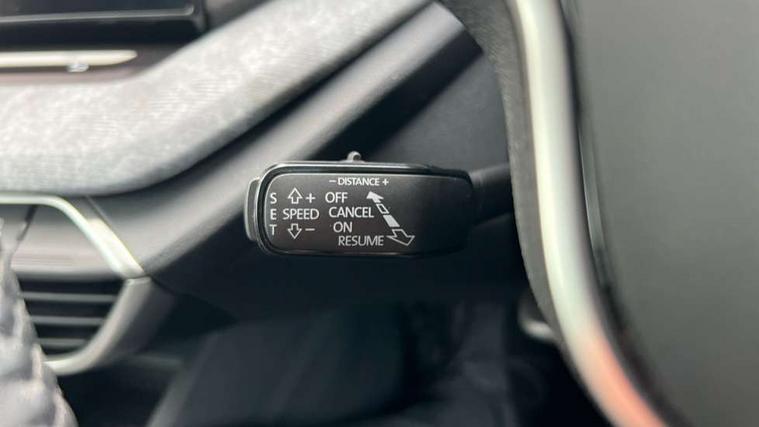 - DISTANCE +
S + OFF
E SPEED CANCEL
T - ON
RESUME